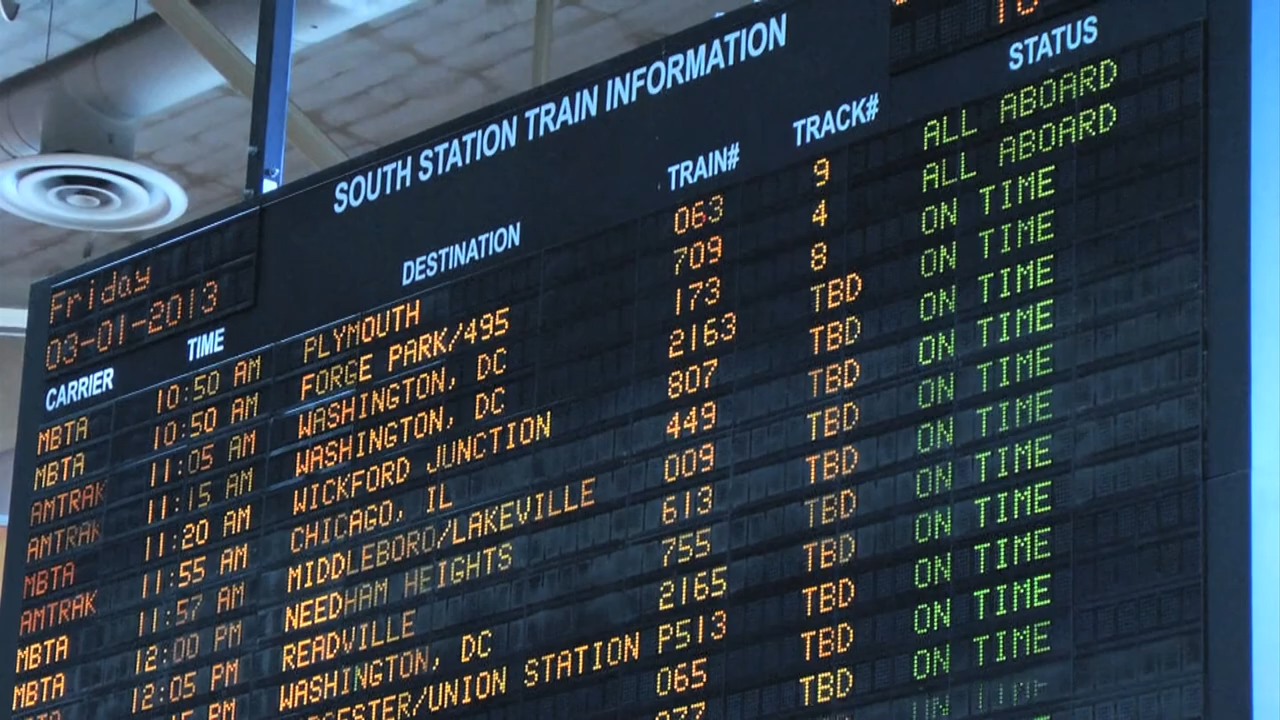 SOUTH STATION TRAIN INFORMATION
Friday
03-01-2013
CARRIER TIME DESTINATION TRAIN# TRACK# STATUS
MBTA 10:50 AM PLYMOUTH 063 9 ALL ABOARD
MBTA 10:50 AM FORGE PARK/495 709 4 ALL ABOARD
AMTRAK 11:05 AM WASHINGTON, DC 173 8 ON TIME
AMTRAK 11:15 AM WASHINGTON, DC 2163 TBD ON TIME
MBTA 11:20 AM WICKFORD JUNCTION 807 TBD ON TIME
AMTRAK 11:55 AM CHICAGO, IL 449 TBD ON TIME
MBTA 11:57 AM MIDDLEBORO/LAKEVILLE 009 TBD ON TIME
MBTA 12:00 PM NEEDHAM HEIGHTS 613 TBD ON TIME
12:05 PM READVILLE 755 TBD ON TIME
PM WASHINGTON, DC 2165 TBD ON TIME
UNION STATION P513 TBD ON TIME
065 TBD ON TIME
TBD ON TIME
ON TIME